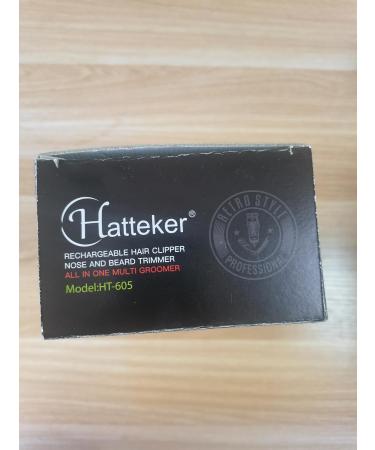 Hatteker®
RECHARGEABLE HAIR CLIPPER
NOSE AND BEARD TRIMMER
ALL IN ONE MULTI GROOMER
Model:HT-605
RETRO STYLE
PROFESSIONAL